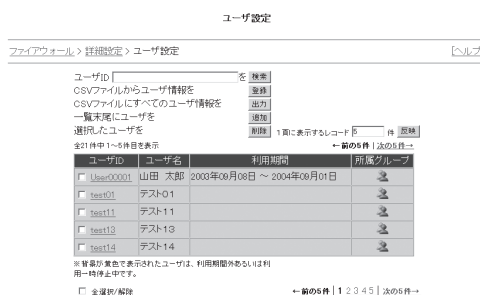 ユーザ設定
ファイアウォール > 詳細設定 > ユーザ設定 [ヘルプ
ユーザID を 検索
CSVファイルからユーザ情報を 登録
CSVファイルにすべてのユーザ情報を 出力
一覧末尾にユーザを 追加
選択したユーザを 削除 1頁に表示するレコード 5 件 反映
全21件中 1～5件目を表示 ←前の5件 | 次の5件→
ユーザID ユーザ名 利用期間 所属グループ
User00001 山田 太郎 2003年09月08日 ～ 2004年09月01日
test01 テスト01
test11 テスト11
test13 テスト13
test14 テスト14
※背景が黄色で表示されたユーザは、利用期間外あるいは利
用一時停止中です。
全選択/解除 ←前の5件 | 1 2 3 4 5 | 次の5件→